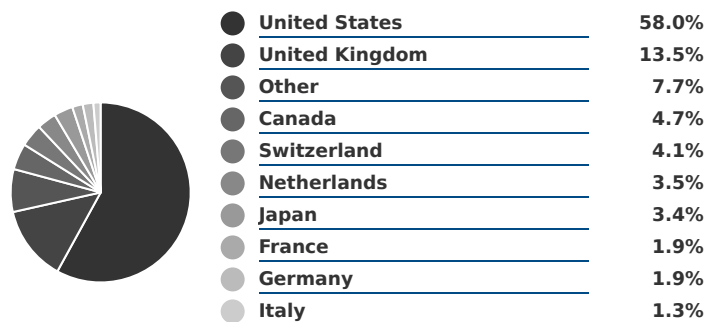 United States 58.0%
United Kingdom 13.5%
Other 7.7%
Canada 4.7%
Switzerland 4.1%
Netherlands 3.5%
Japan 3.4%
France 1.9%
Germany 1.9%
Italy 1.3%